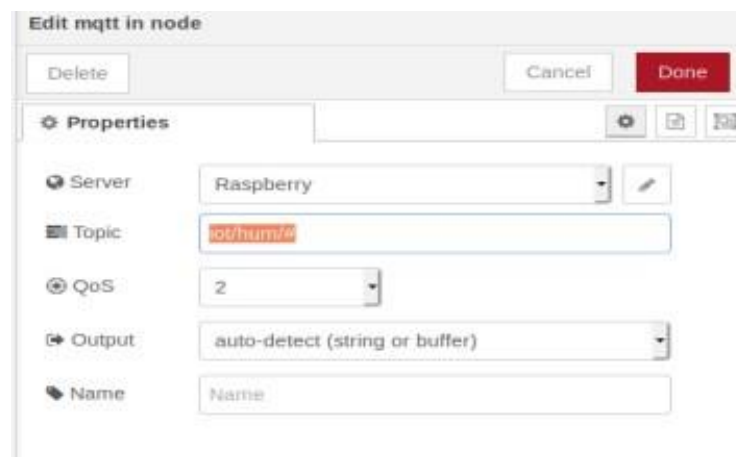 Edit mqtt in node
Delete Cancel Done
Properties
Server Raspberry
Topic iot/hum/#
QoS 2
Output auto-detect (string or buffer)
Name Name